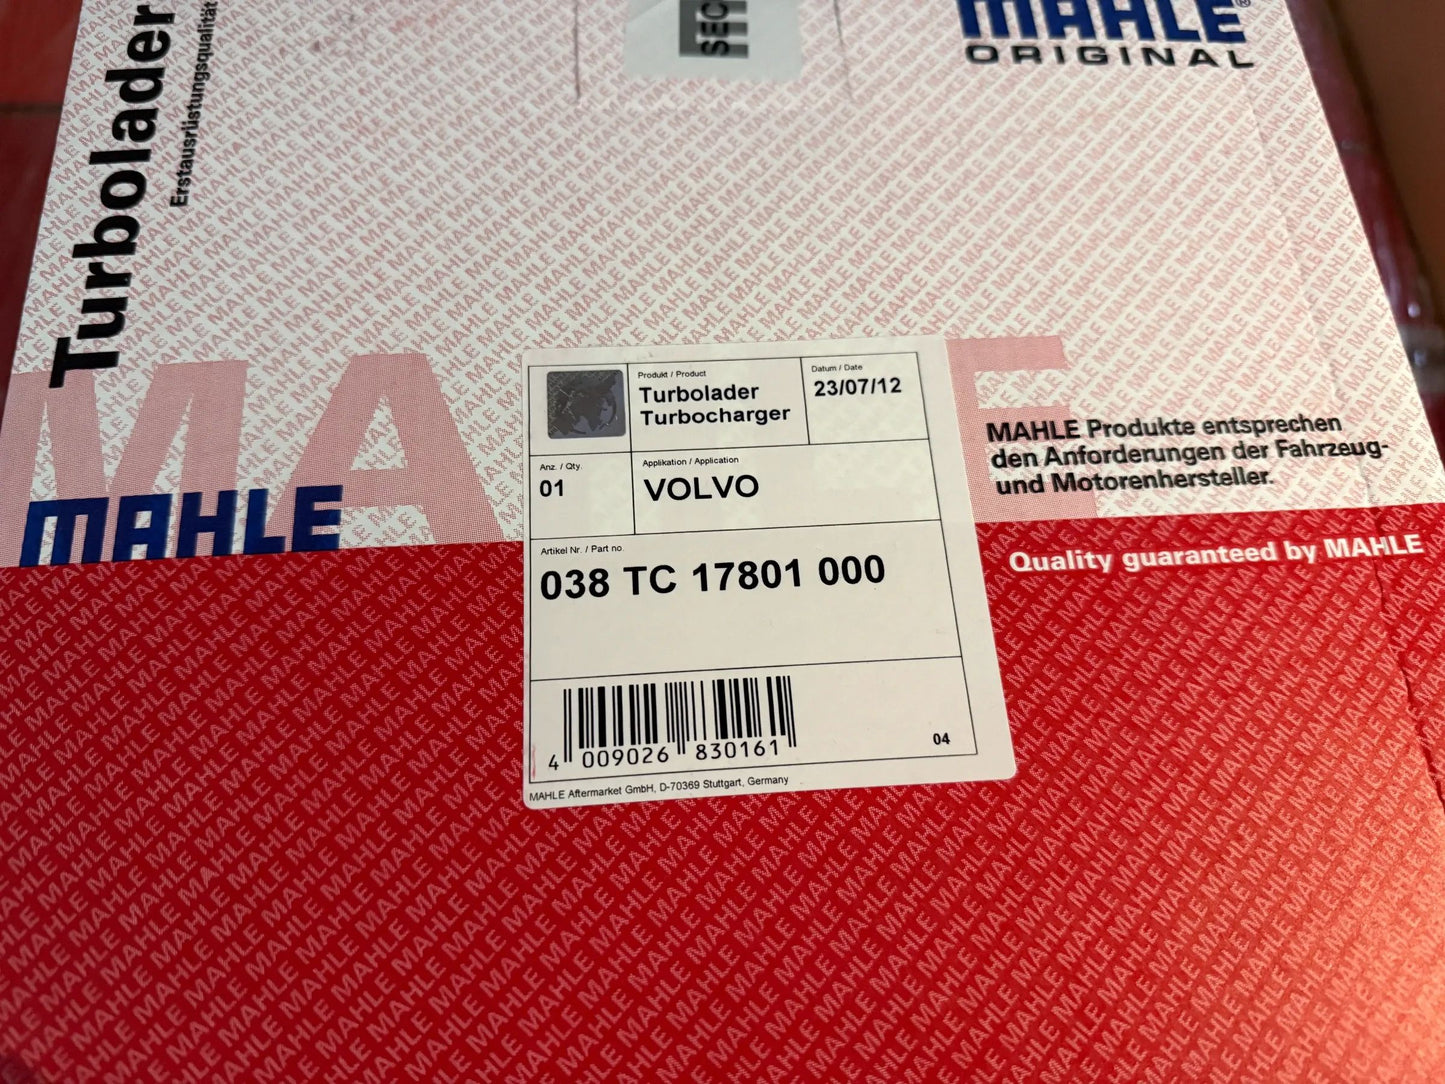 Turbolader
Erstausrüstungsqualität
SEC
MAHLE®
ORIGINAL
MAHLE
MAHLE Produkte entsprechen
den Anforderungen der Fahrzeug-
und Motorenhersteller.
Quality guaranteed by MAHLE
Produkt / Product
Turbolader
Turbocharger
Datum / Date
23/07/12
Anz. / Qty.
01
Applikation / Application
VOLVO
Artikel Nr. / Part no.
038 TC 17801 000
4 009026 830161
04
MAHLE Aftermarket GmbH, D-70369 Stuttgart, Germany